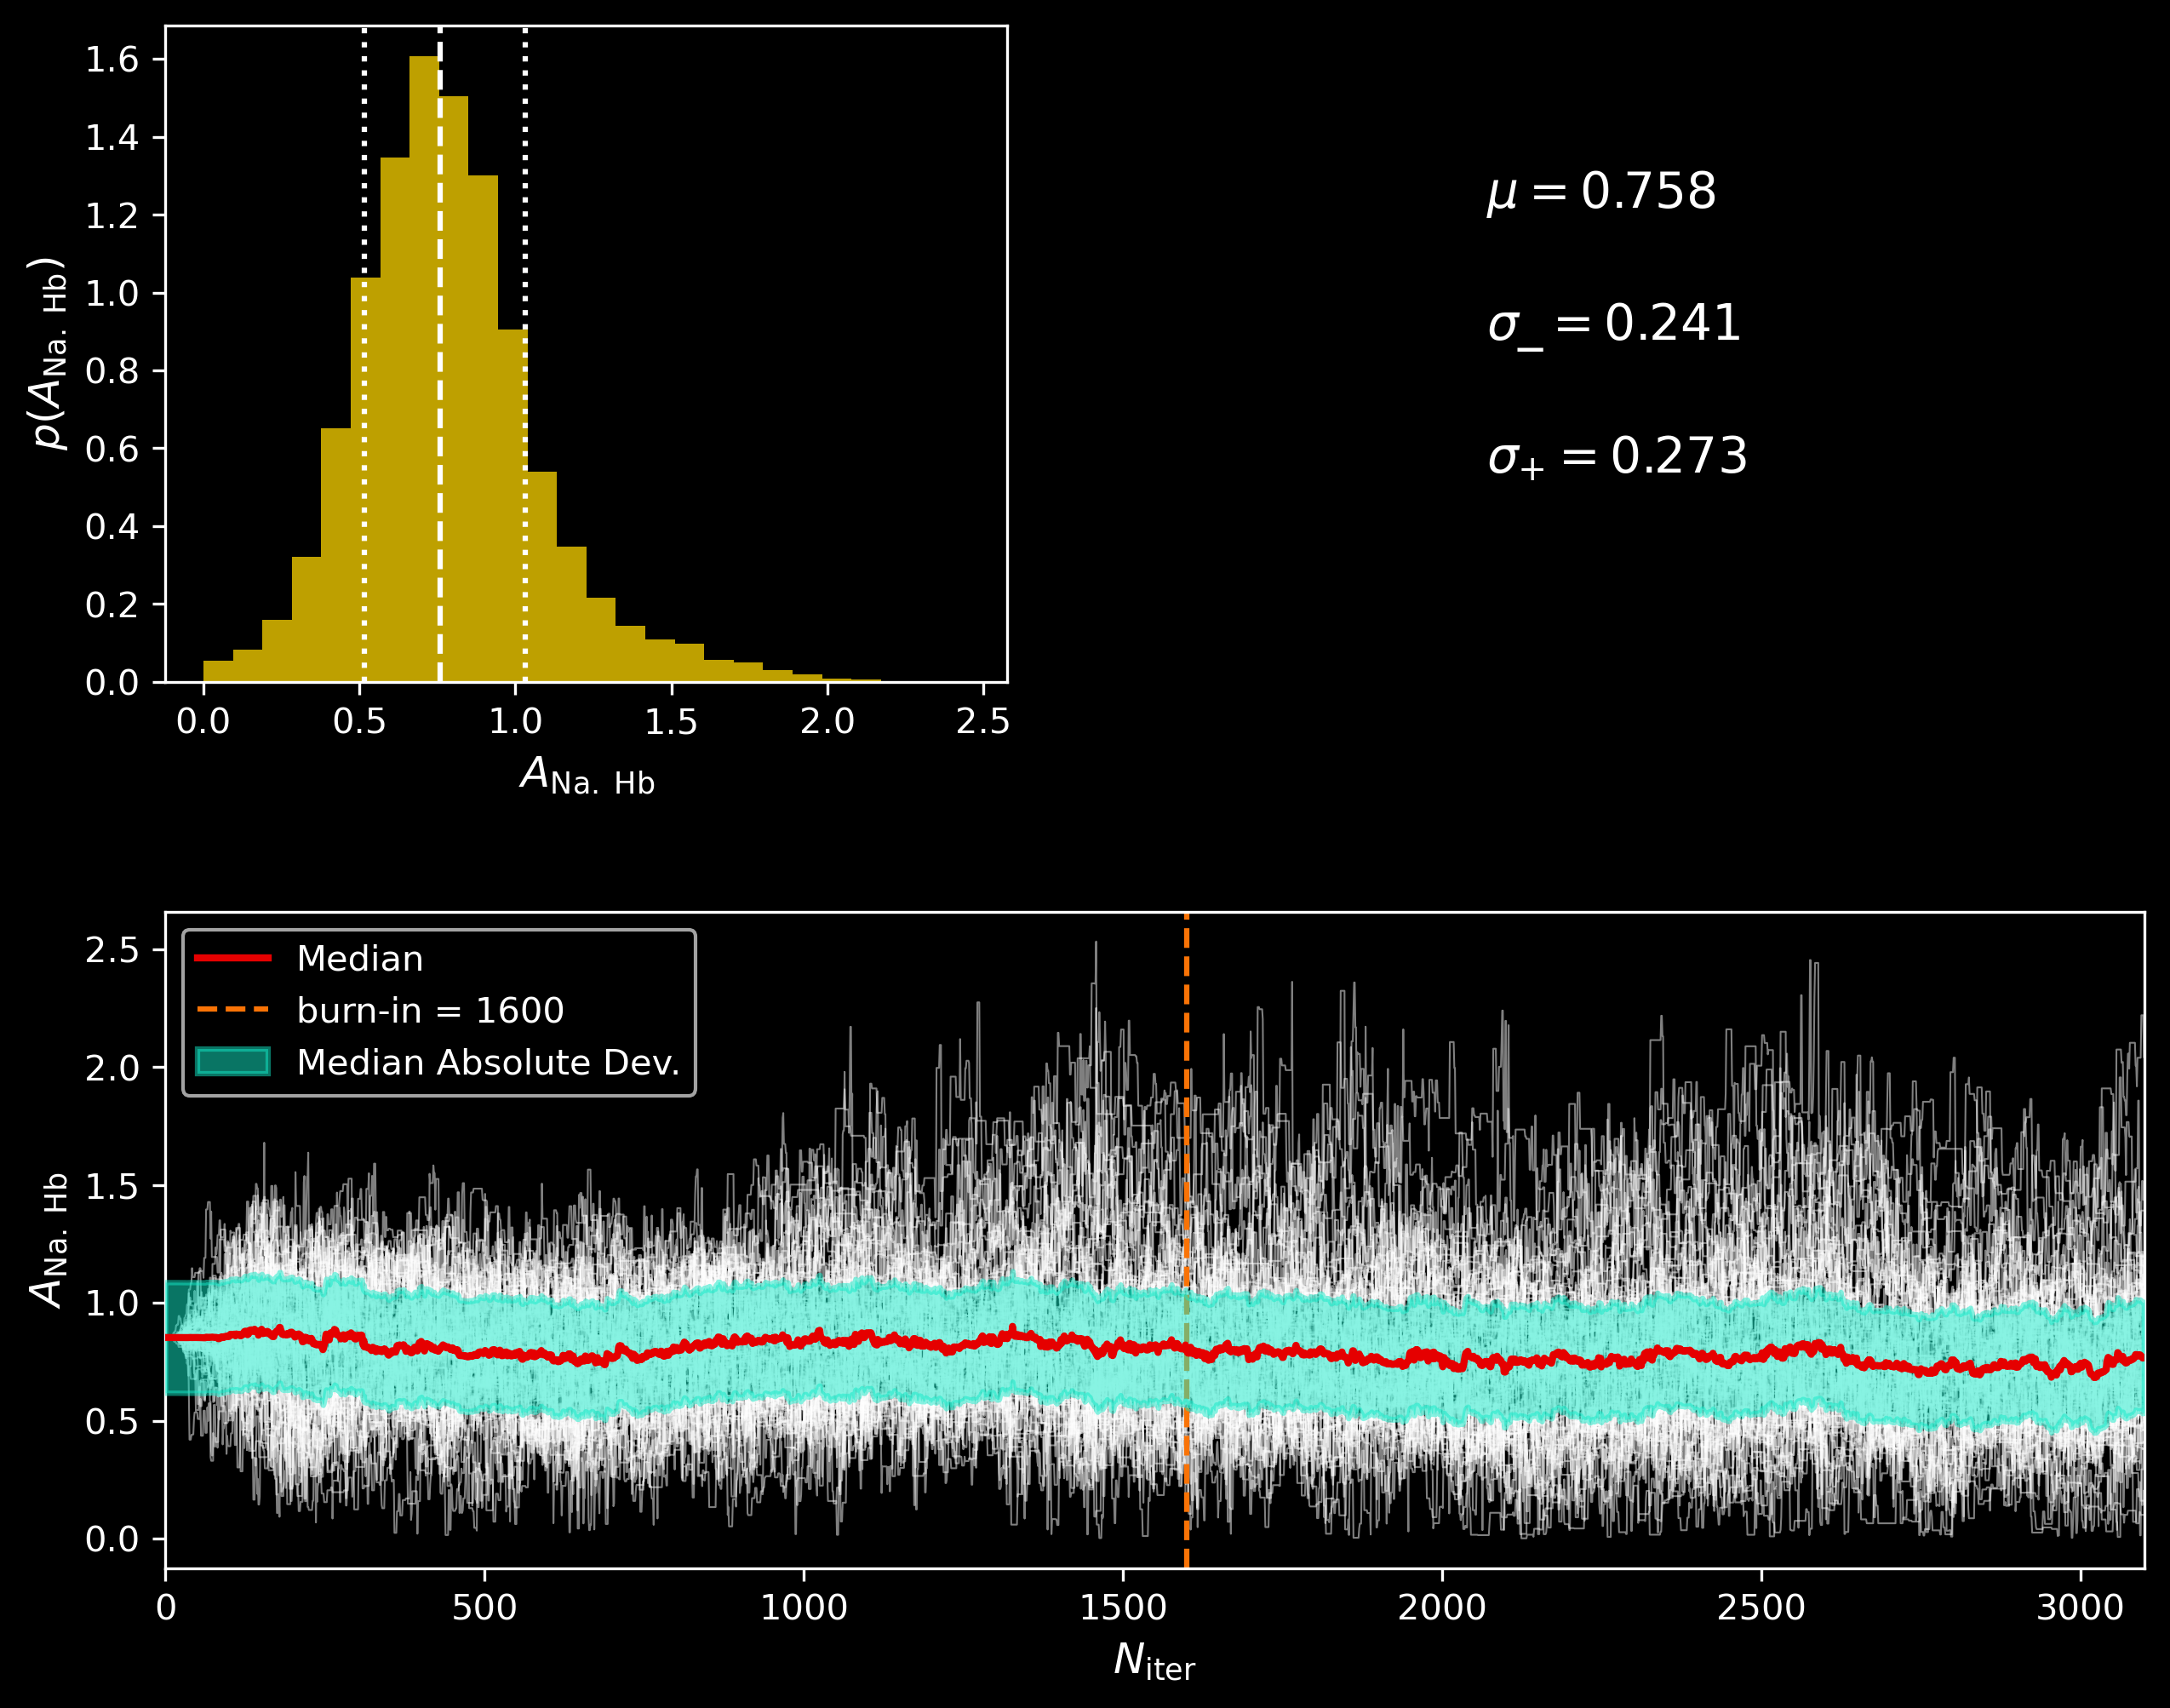 1.6
1.4
1.2
1.0
0.8
0.6
0.4
0.2
0.0
p(A_Na. Hb)
0.0 0.5 1.0 1.5 2.0 2.5
A_Na. Hb
μ = 0.758
σ_− = 0.241
σ_+ = 0.273
2.5
2.0
1.5
1.0
0.5
0.0
A_Na. Hb
Median
burn-in = 1600
Median Absolute Dev.
0 500 1000 1500 2000 2500 3000
N_iter